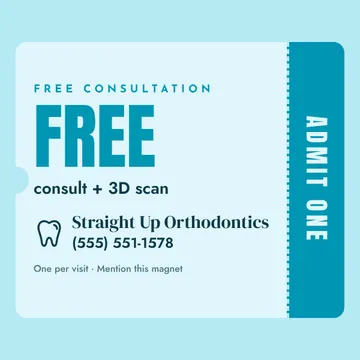 FREE CONSULTATION
FREE
consult + 3D scan
Straight Up Orthodontics
(555) 551-1578
One per visit · Mention this magnet
ADMIT ONE